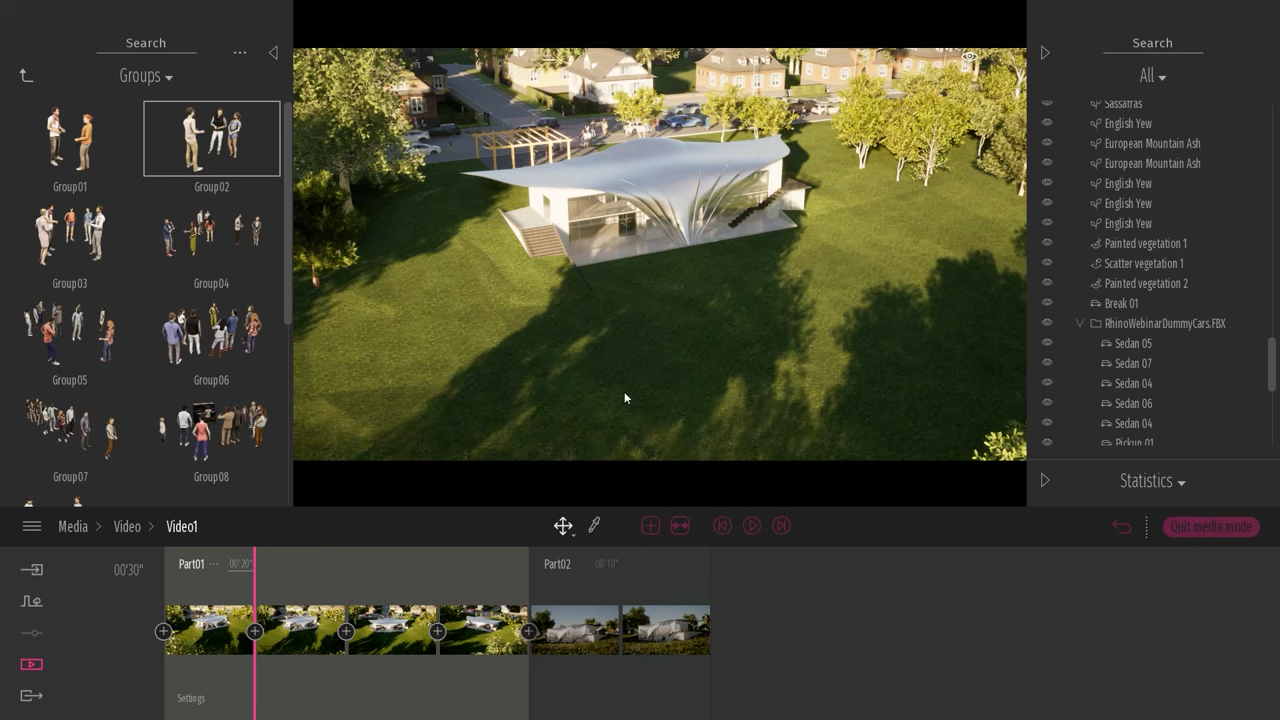 Search
...
Groups
Group01
Group02
Group03
Group04
Group05
Group06
Group07
Group08
Search
All
Sassafras
English Yew
European Mountain Ash
European Mountain Ash
English Yew
English Yew
English Yew
Painted vegetation 1
Scatter vegetation 1
Painted vegetation 2
Break 01
RhinoWebinarDummyCars.FBX
Sedan 05
Sedan 07
Sedan 04
Sedan 06
Sedan 04
Pickup 01
Statistics
Media > Video > Video1
Quit media mode
00'30"
Part01 ... 00'20"
Part02 00'10"
Settings